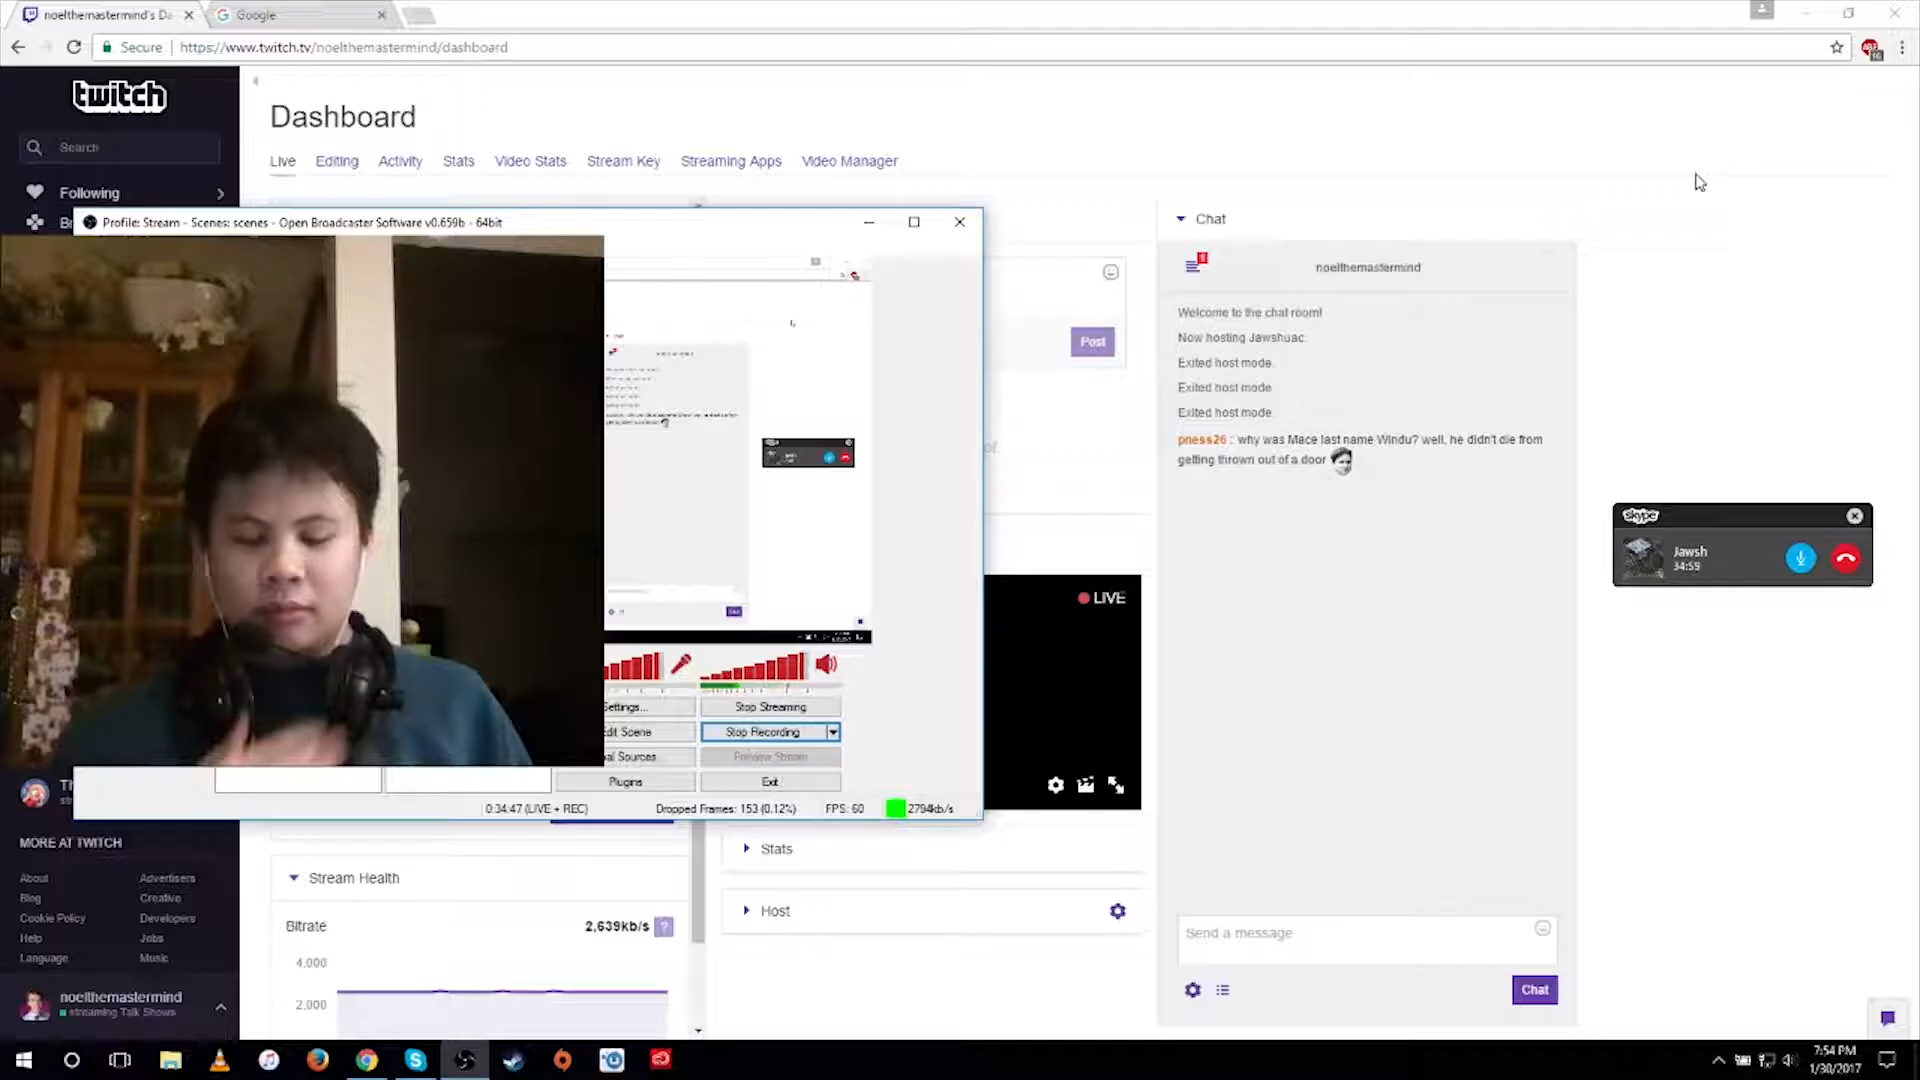 noelthemastermind's Da
Google
Secure
https://www.twitch.tv/noelthemastermind/dashboard
twitch
Search
Following
Dashboard
Live Editing Activity Stats Video Stats Stream Key Streaming Apps Video Manager
Profile: Stream - Scenes: scenes - Open Broadcaster Software v0.659b - 64bit
Post
Chat
noelthemastermind
Welcome to the chat room!
Now hosting Jawshuac.
Exited host mode.
Exited host mode.
Exited host mode.
pness26 : why was Mace last name Windu? well, he didn't die from
getting thrown out of a door
skype
Jawsh
34:59
LIVE
Settings...
Stop Streaming
Edit Scene
Stop Recording
Sources
Preview Stream
Plugins
Exit
0:34:47 (LIVE + REC)
Dropped Frames: 153 (0.12%)
FPS: 60
2794kb/s
MORE AT TWITCH
About Advertisers
Blog Creative
Cookie Policy Developers
Help Jobs
Language Music
noelthemastermind
streaming Talk Shows
Stream Health
Bitrate
2,639kb/s ?
4,000
2,000
Stats
Host
Send a message
Chat
7:54 PM
1/30/2017